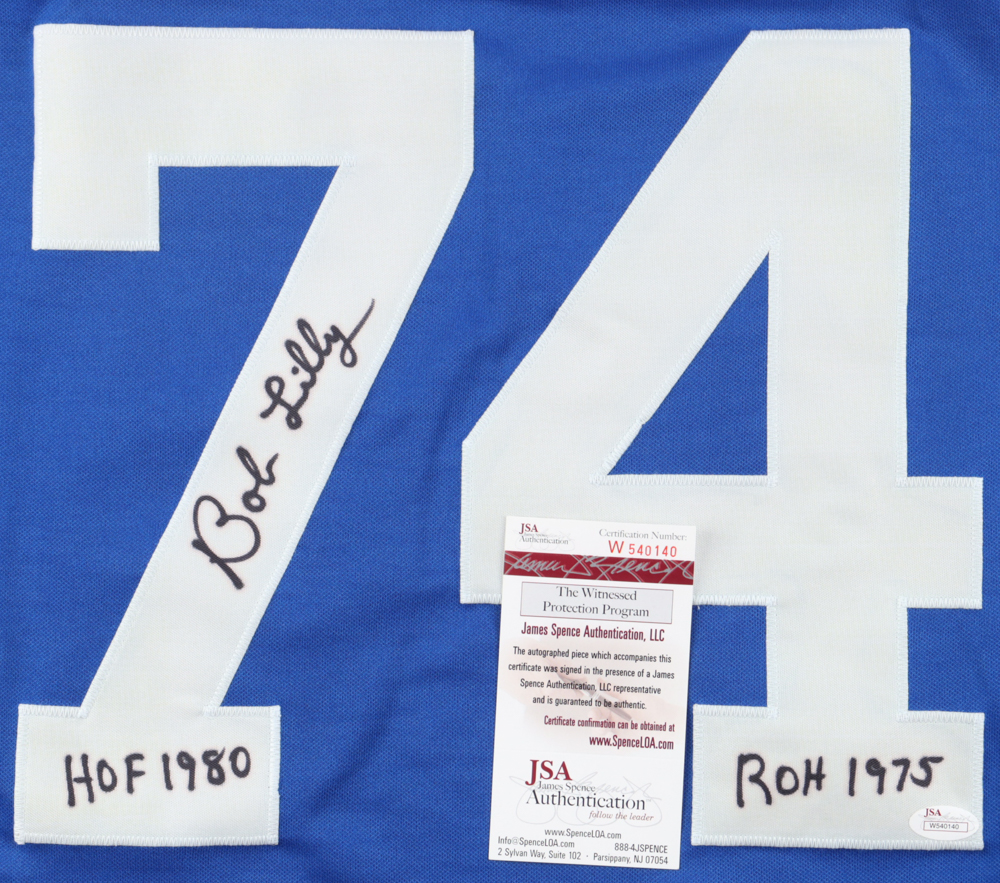 74
Bob Lilly
HOF 1980
ROH 1975
JSA
James Spence
Authentication
Certification Number:
W 540140
James Spence
The Witnessed
Protection Program
James Spence Authentication, LLC
The autographed piece which accompanies this
certificate was signed in the presence of a James
Spence Authentication, LLC representative
and is guaranteed to be authentic.
Certificate confirmation can be obtained at
www.SpenceLOA.com
JSA
James Spence
Authentication
follow the leader
www.SpenceLOA.com
Info@SpenceLOA.com 888-4JSPENCE
2 Sylvan Way, Suite 102 - Parsippany, NJ 07054
JSA
W540140